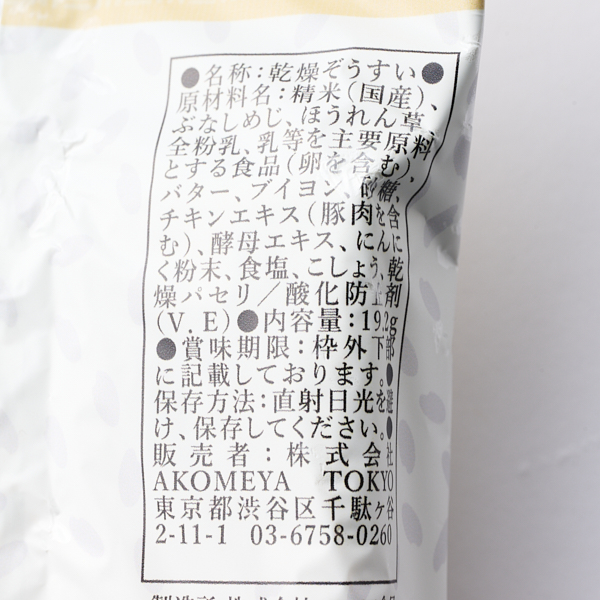 ●名称：乾燥ぞうすい●
原材料名：精米（国産）、
ぶなしめじ、ほうれん草、
全粉乳、乳等を主要原料
とする食品（卵を含む）、
バター、ブイヨン、砂糖、
チキンエキス（豚肉を含
む）、酵母エキス、にんに
く粉末、食塩、こしょう、乾
燥パセリ／酸化防止剤
（V.E）●内容量：19.2g
●賞味期限：枠外下部
に記載しております。●
保存方法：直射日光を避
け、保存してください。●
販売者：株式会社
AKOMEYA TOKYO
東京都渋谷区千駄ヶ谷
2-11-1 03-6758-0260